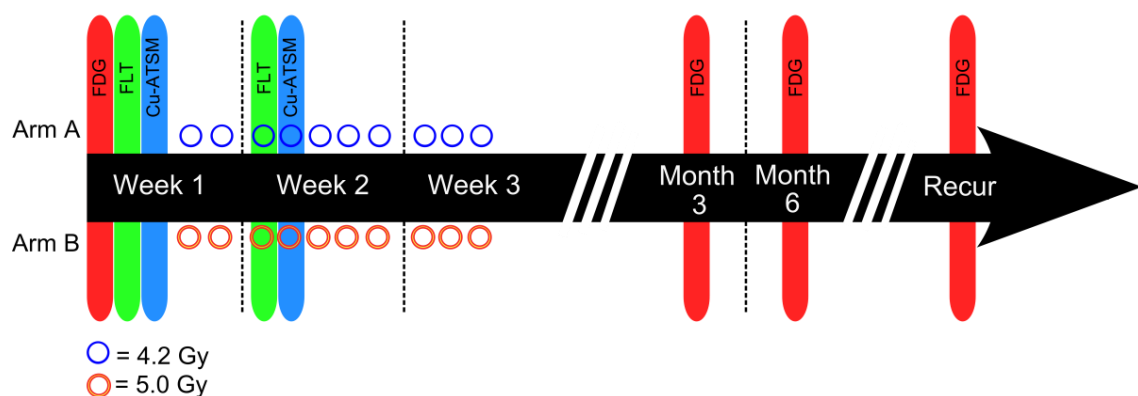 FDG
FLT
Cu-ATSM
FLT
Cu-ATSM
FDG
FDG
FDG
Arm A
Week 1
Week 2
Week 3
Month
3
Month
6
Recur
Arm B
= 4.2 Gy
= 5.0 Gy